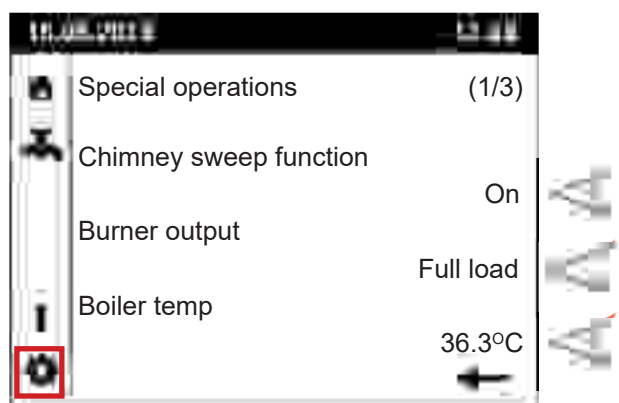 Special operations (1/3)
Chimney sweep function
On
Burner output
Full load
Boiler temp
36.3°C